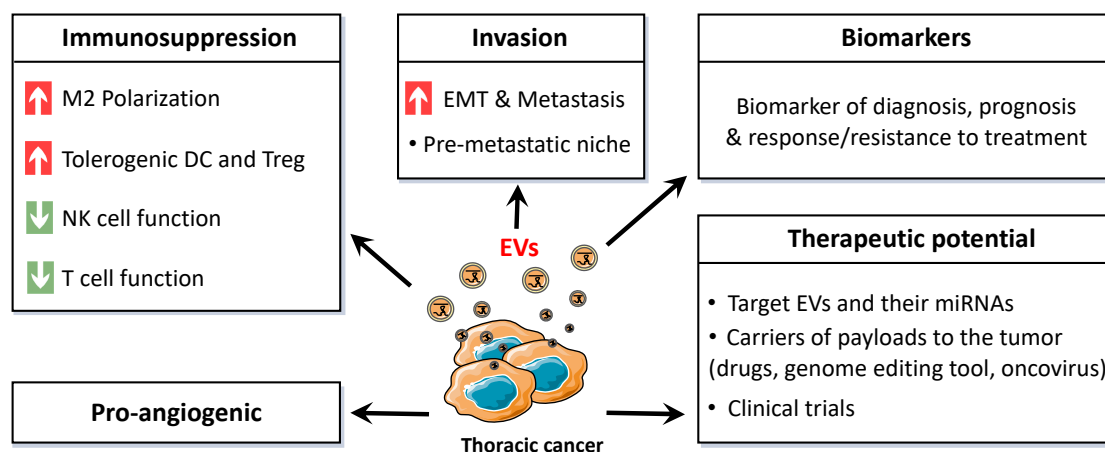 Immunosuppression
M2 Polarization
Tolerogenic DC and Treg
NK cell function
T cell function
Invasion
EMT & Metastasis
• Pre-metastatic niche
Biomarkers
Biomarker of diagnosis, prognosis
& response/resistance to treatment
EVs
Therapeutic potential
• Target EVs and their miRNAs
• Carriers of payloads to the tumor
(drugs, genome editing tool, oncovirus)
• Clinical trials
Pro-angiogenic
Thoracic cancer